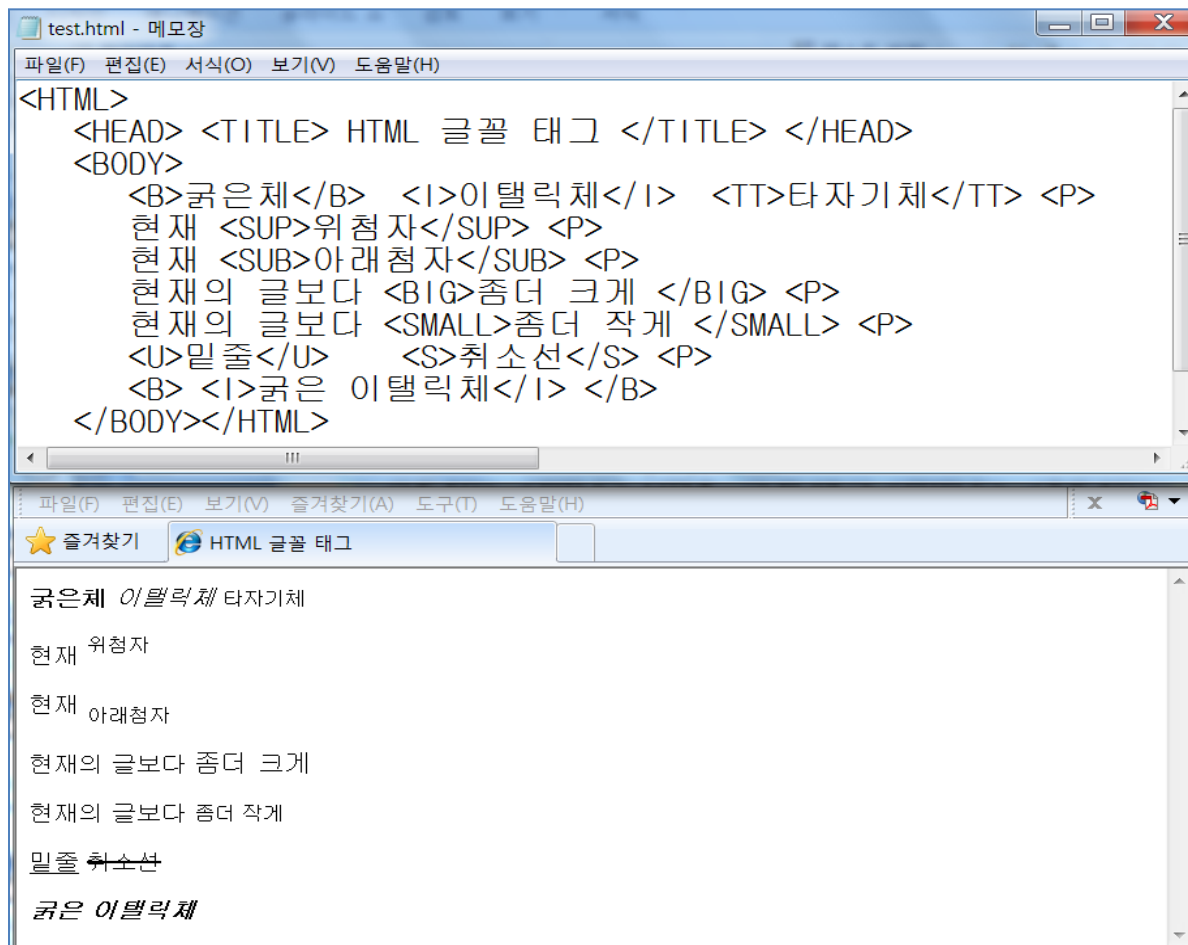 test.html - 메모장
파일(F) 편집(E) 서식(O) 보기(V) 도움말(H)
<HTML>
<HEAD> <TITLE> HTML 글꼴 태그 </TITLE> </HEAD>
<BODY>
<B>굵은체</B> <I>이탤릭체</I> <TT>타자기체</TT> <P>
현재 <SUP>위첨자</SUP> <P>
현재 <SUB>아래첨자</SUB> <P>
현재의 글보다 <BIG>좀더 크게 </BIG> <P>
현재의 글보다 <SMALL>좀더 작게 </SMALL> <P>
<U>밑줄</U> <S>취소선</S> <P>
<B> <I>굵은 이탤릭체</I> </B>
</BODY></HTML>
파일(F) 편집(E) 보기(V) 즐겨찾기(A) 도구(T) 도움말(H)
즐겨찾기 HTML 글꼴 태그
굵은체 이탤릭체 타자기체
현재 위첨자
현재 아래첨자
현재의 글보다 좀더 크게
현재의 글보다 좀더 작게
밑줄 취소선
굵은 이탤릭체